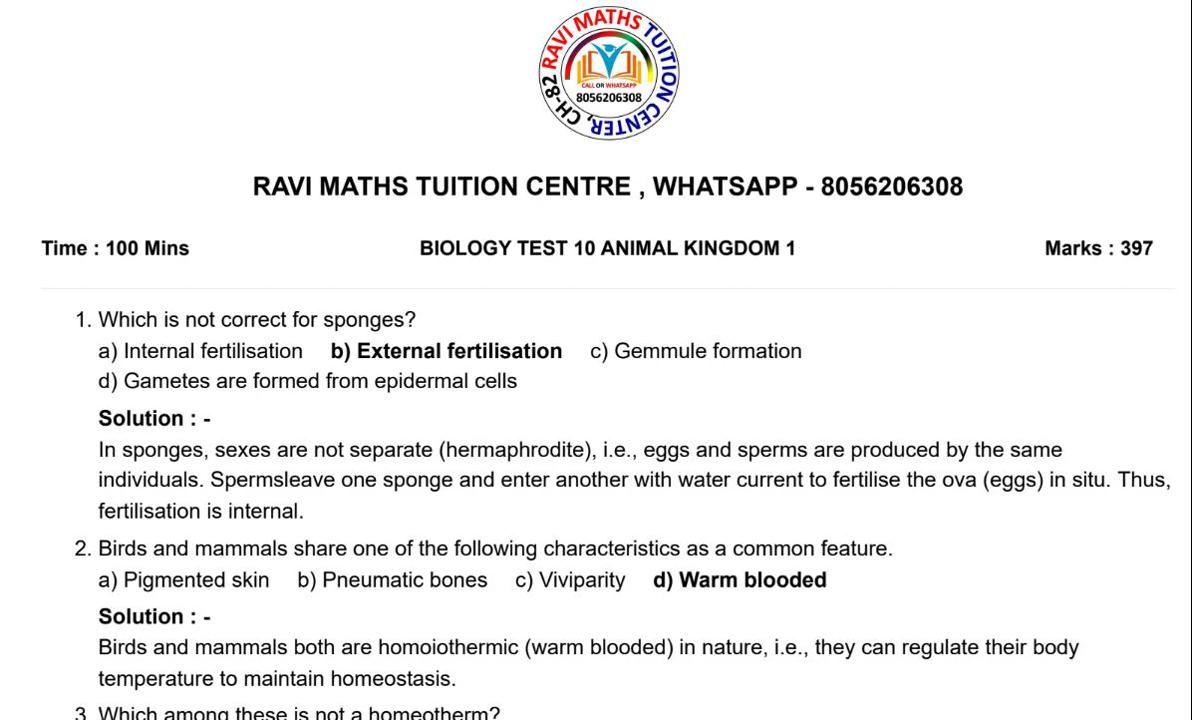 RAVI MATHS TUITION CENTER, CH-82
CALL OR WHATSAPP
8056206308
RAVI MATHS TUITION CENTRE , WHATSAPP - 8056206308
Time : 100 Mins BIOLOGY TEST 10 ANIMAL KINGDOM 1 Marks : 397
1. Which is not correct for sponges?
a) Internal fertilisation b) External fertilisation c) Gemmule formation
d) Gametes are formed from epidermal cells
Solution : -
In sponges, sexes are not separate (hermaphrodite), i.e., eggs and sperms are produced by the same
individuals. Spermsleave one sponge and enter another with water current to fertilise the ova (eggs) in situ. Thus,
fertilisation is internal.
2. Birds and mammals share one of the following characteristics as a common feature.
a) Pigmented skin b) Pneumatic bones c) Viviparity d) Warm blooded
Solution : -
Birds and mammals both are homoiothermic (warm blooded) in nature, i.e., they can regulate their body
temperature to maintain homeostasis.
3. Which among these is not a homeotherm?